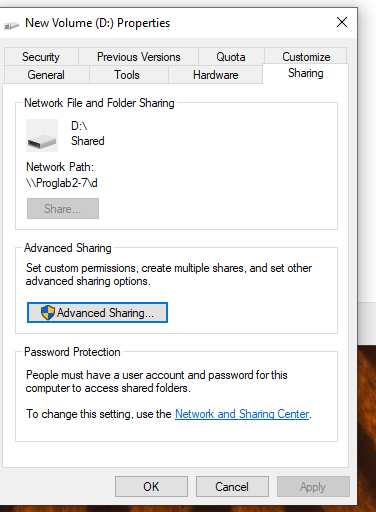 New Volume (D:) Properties
Security
Previous Versions
Quota
Customize
General
Tools
Hardware
Sharing
Network File and Folder Sharing
D:\
Shared
Network Path:
\\Proglab2-7\d
Share...
Advanced Sharing
Set custom permissions, create multiple shares, and set other
advanced sharing options.
Advanced Sharing...
Password Protection
People must have a user account and password for this
computer to access shared folders.
To change this setting, use the Network and Sharing Center.
OK
Cancel
Apply